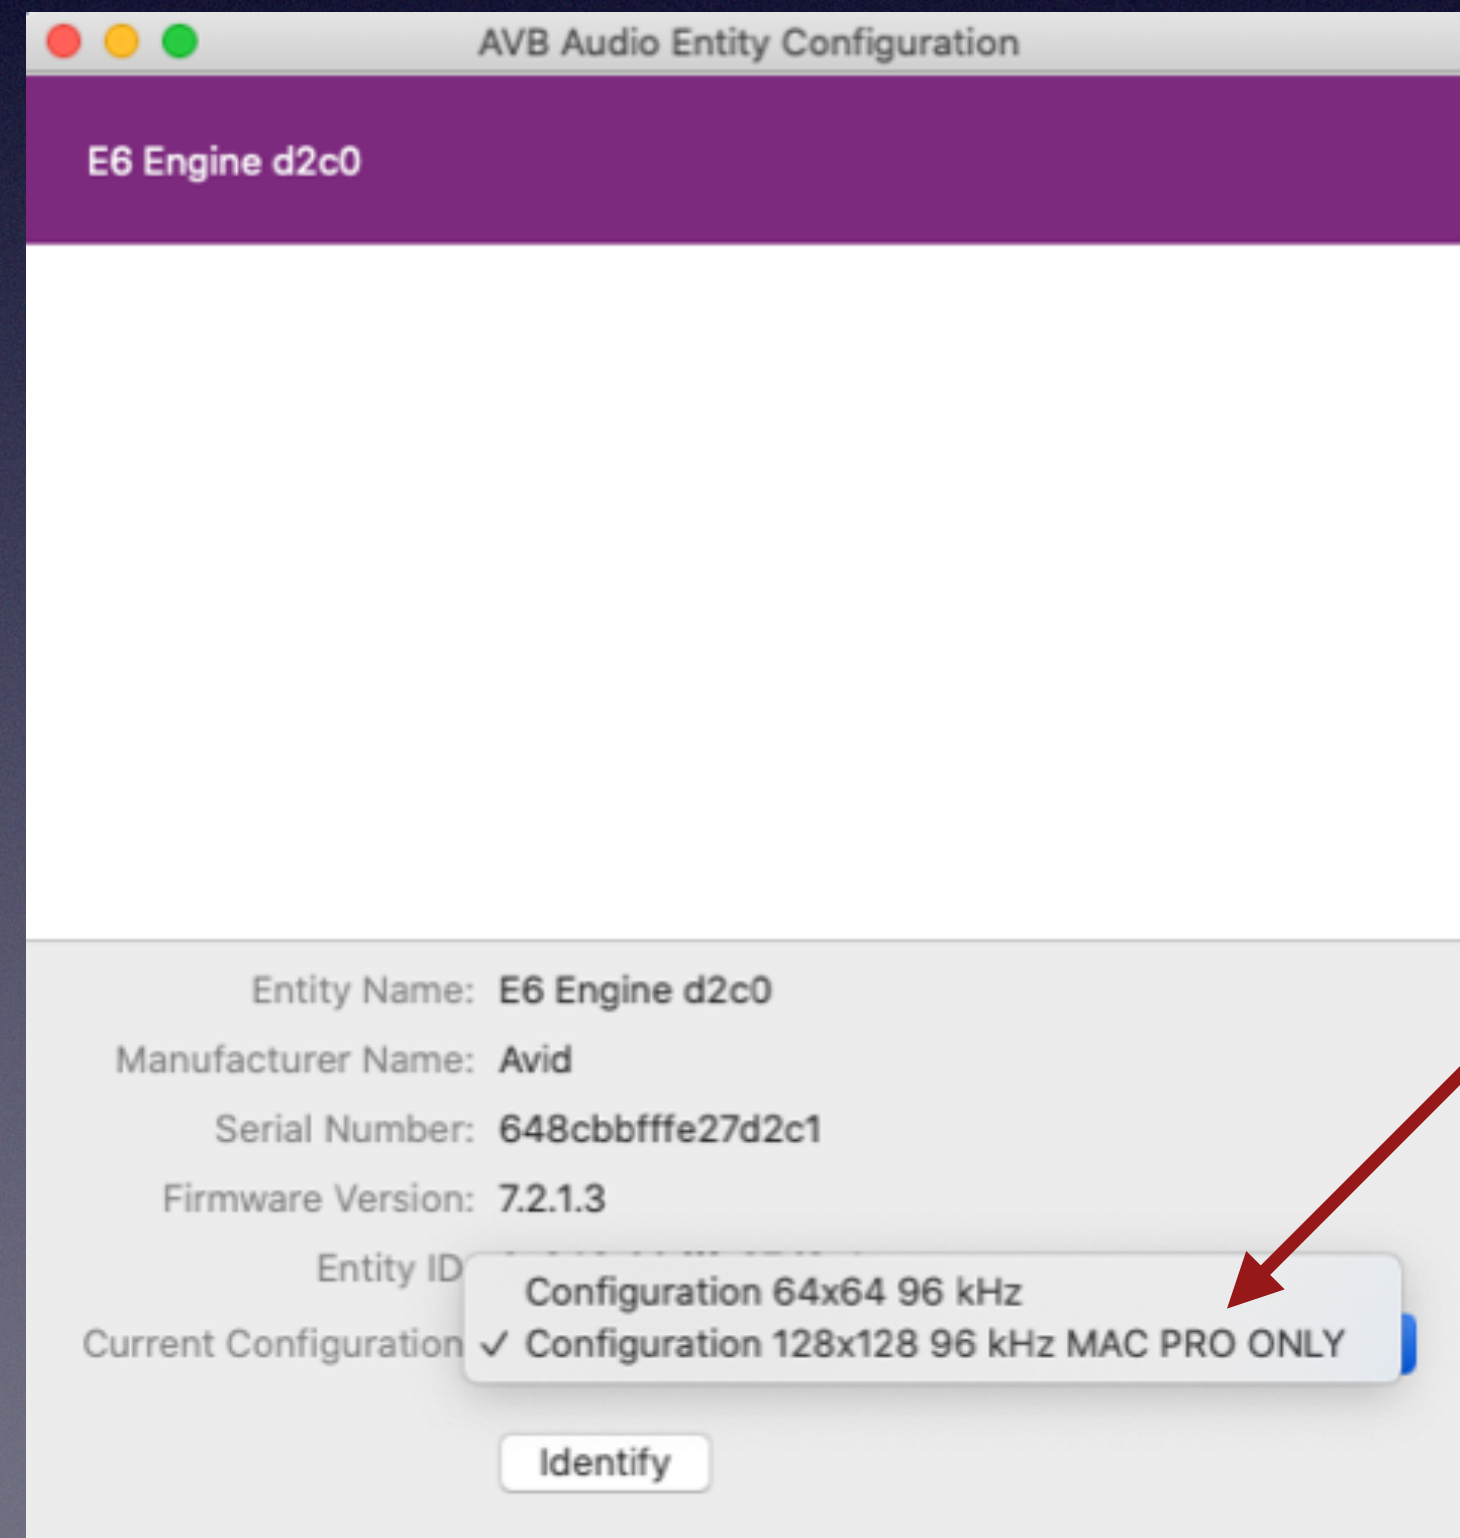 AVB Audio Entity Configuration
E6 Engine d2c0
Entity Name: E6 Engine d2c0
Manufacturer Name: Avid
Serial Number: 648cbbfffe27d2c1
Firmware Version: 7.2.1.3
Entity ID
Configuration 64x64 96 kHz
Current Configuration ✓ Configuration 128x128 96 kHz MAC PRO ONLY
Identify